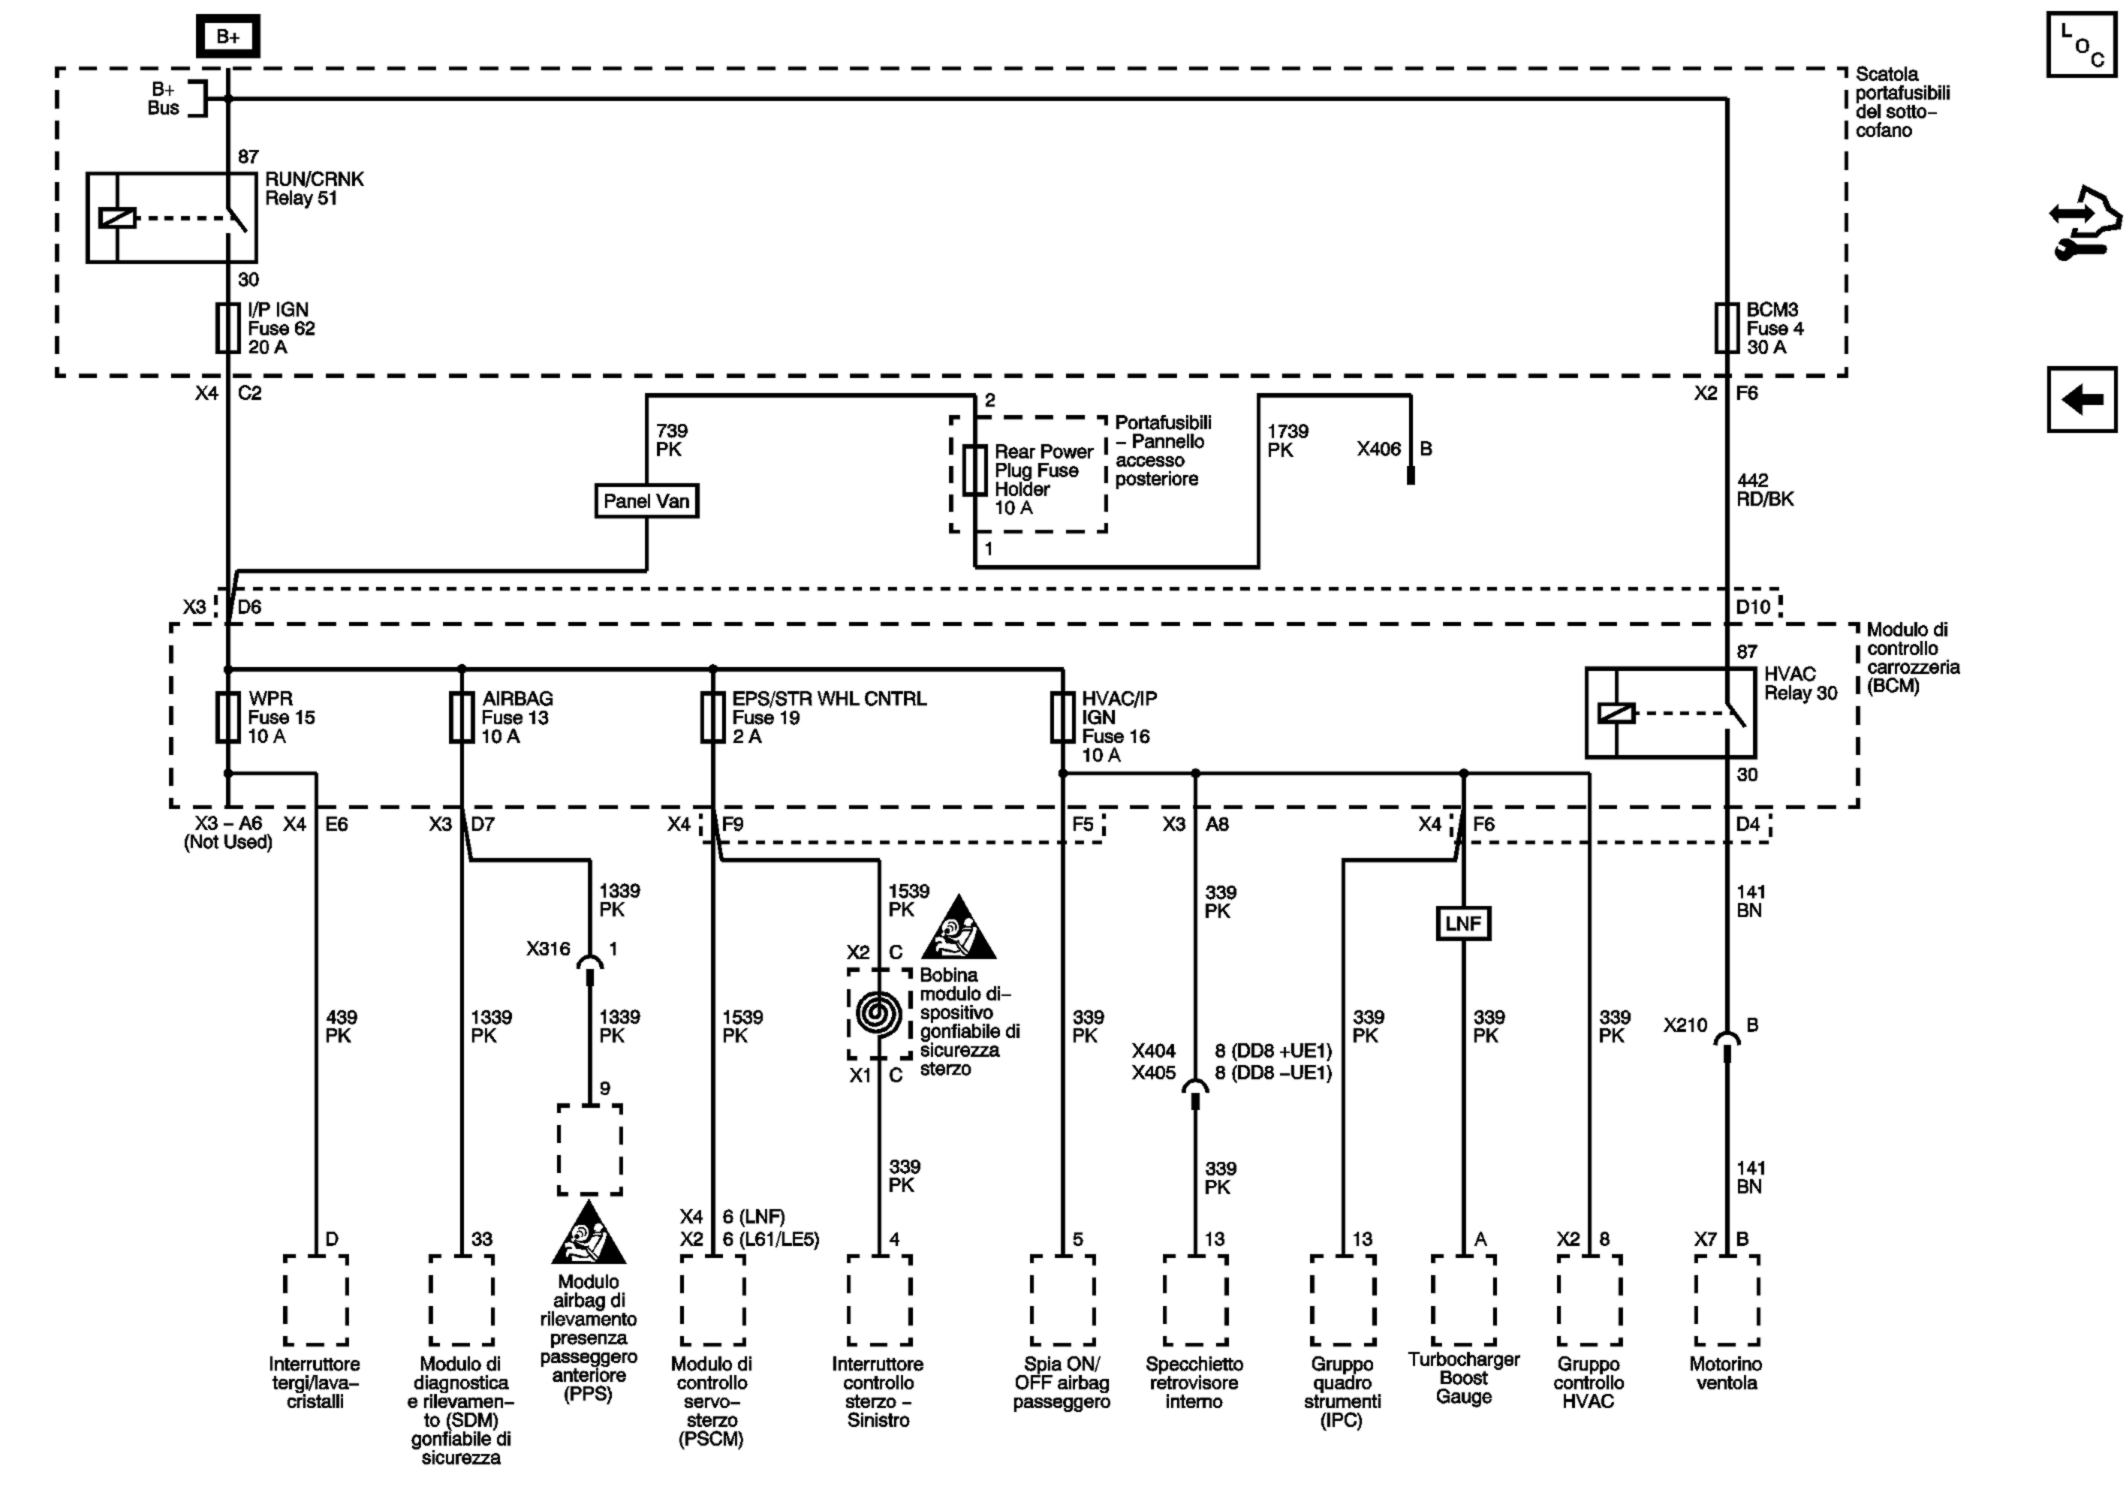 B+
L
O
C
B+
Bus
Scatola
portafusibili
del sotto–
cofano
87
RUN/CRNK
Relay 51
30
I/P IGN
Fuse 62
20 A
BCM3
Fuse 4
30 A
X4 C2
X2 F6
739
PK
2
Portafusibili
– Pannello
accesso
posteriore
Rear Power
Plug Fuse
Holder
10 A
1
1739
PK
X406 B
442
RD/BK
Panel Van
X3 D6
D10
Modulo di
controllo
carrozzeria
(BCM)
87
HVAC
Relay 30
30
WPR
Fuse 15
10 A
AIRBAG
Fuse 13
10 A
EPS/STR WHL CNTRL
Fuse 19
2 A
HVAC/IP
IGN
Fuse 16
10 A
X3 – A6
(Not Used)
X4 E6
X3 D7
X4 F9
F5
X3 A8
X4 F6
D4
1339
PK
1539
PK
339
PK
141
BN
LNF
X316 1
X2 C
Bobina
modulo di–
spositivo
gonfiabile di
sicurezza
sterzo
X1 C
439
PK
1339
PK
1339
PK
1539
PK
339
PK
339
PK
339
PK
339
PK
X210 B
X404 8 (DD8 +UE1)
X405 8 (DD8 –UE1)
9
339
PK
339
PK
141
BN
X4 6 (LNF)
X2 6 (L61/LE5)
D
33
4
5
13
13
A
X2 8
X7 B
Interruttore
tergi/lava–
cristalli
Modulo di
diagnostica
e rilevamen–
to (SDM)
gonfiabile di
sicurezza
Modulo
airbag di
rilevamento
presenza
passeggero
anteriore
(PPS)
Modulo di
controllo
servo–
sterzo
(PSCM)
Interruttore
controllo
sterzo –
Sinistro
Spia ON/
OFF airbag
passeggero
Specchietto
retrovisore
interno
Gruppo
quadro
strumenti
(IPC)
Turbocharger
Boost
Gauge
Gruppo
controllo
HVAC
Motorino
ventola